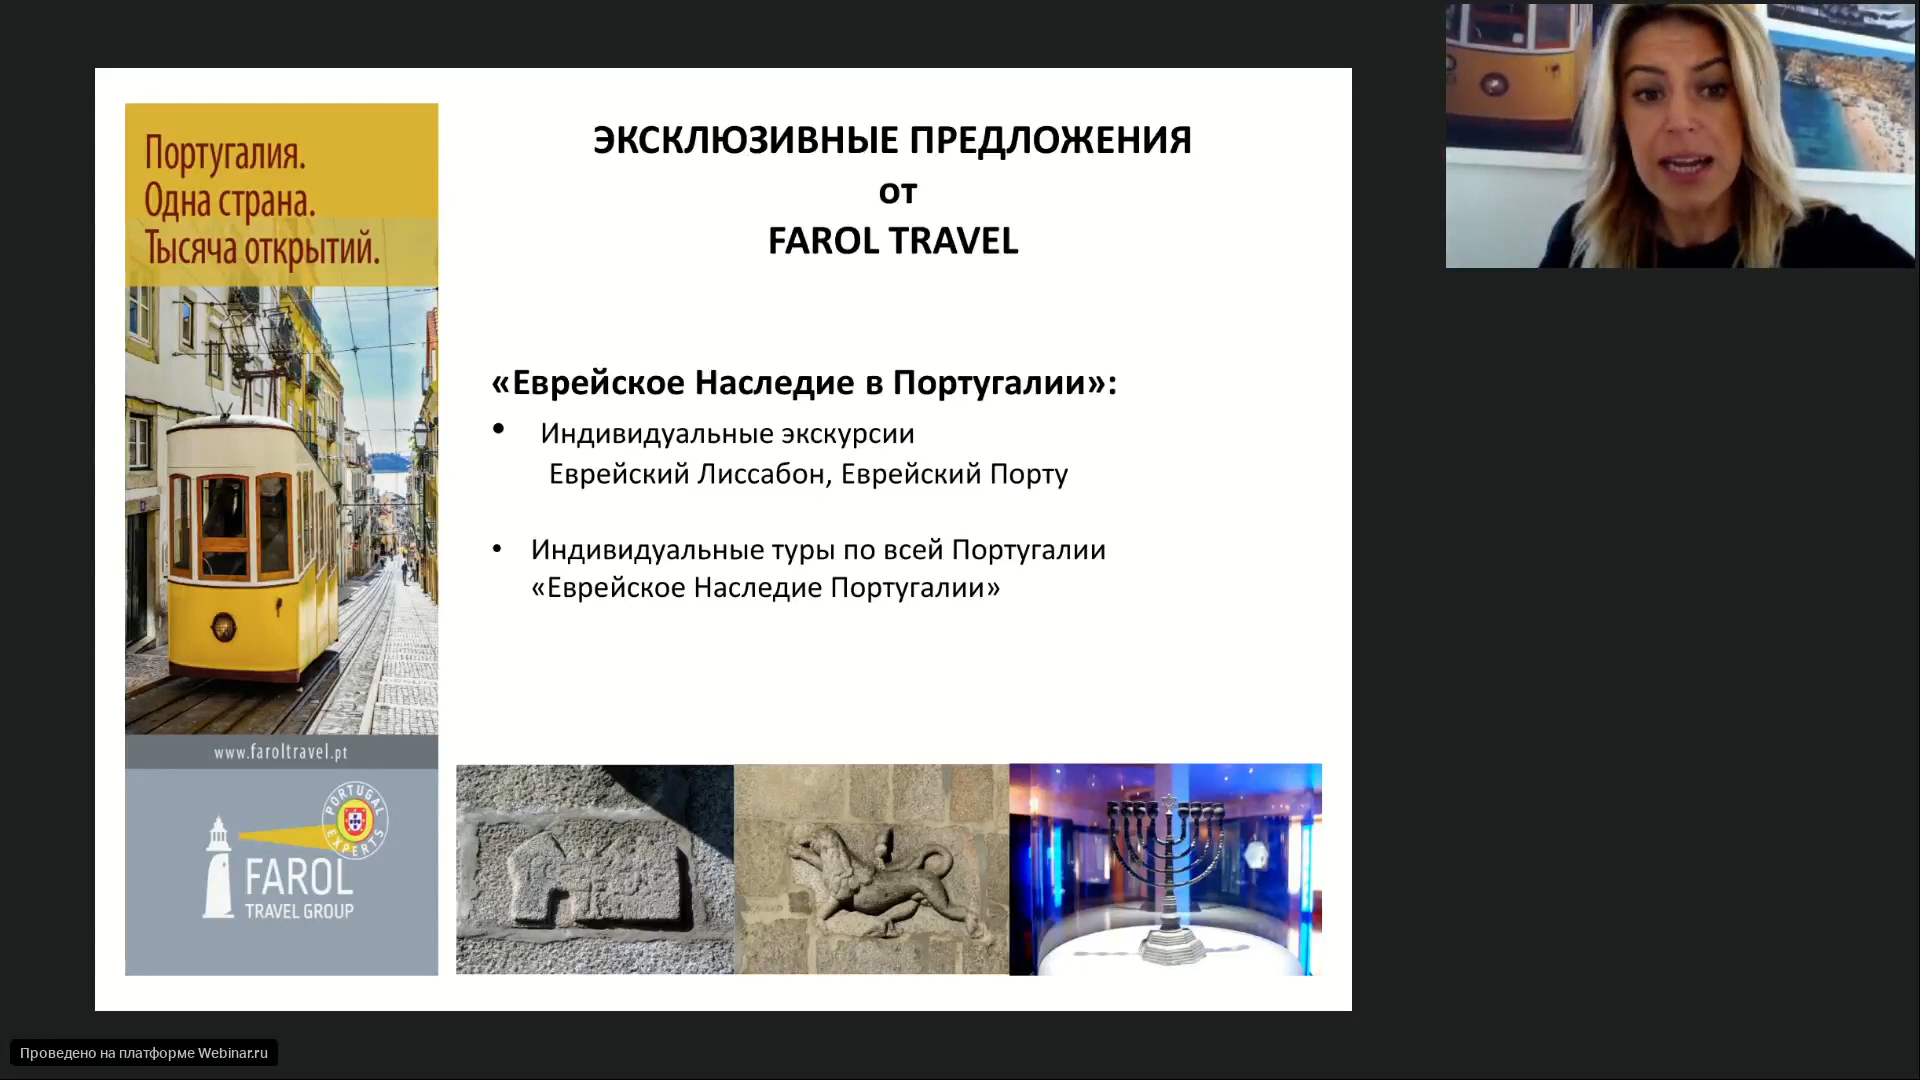 Португалия.
Одна страна.
Тысяча открытий.
www.faroltravel.pt
PORTUGAL
EXPERTS
FAROL
TRAVEL GROUP
ЭКСКЛЮЗИВНЫЕ ПРЕДЛОЖЕНИЯ
от
FAROL TRAVEL
«Еврейское Наследие в Португалии»:
• Индивидуальные экскурсии
Еврейский Лиссабон, Еврейский Порту
• Индивидуальные туры по всей Португалии
«Еврейское Наследие Португалии»
Проведено на платформе Webinar.ru